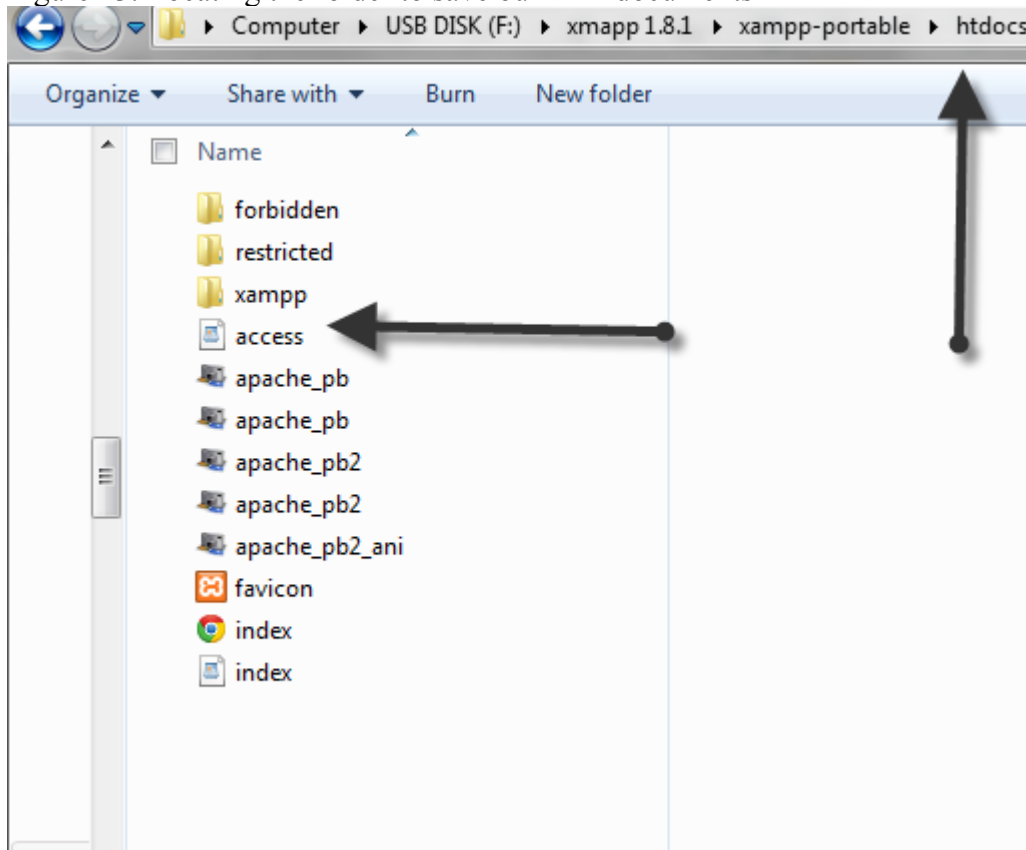 Computer USB DISK (F:) xmapp 1.8.1 xampp-portable htdocs
Organize Share with Burn New folder
Name
forbidden
restricted
xampp
access
apache_pb
apache_pb
apache_pb2
apache_pb2
apache_pb2_ani
favicon
index
index